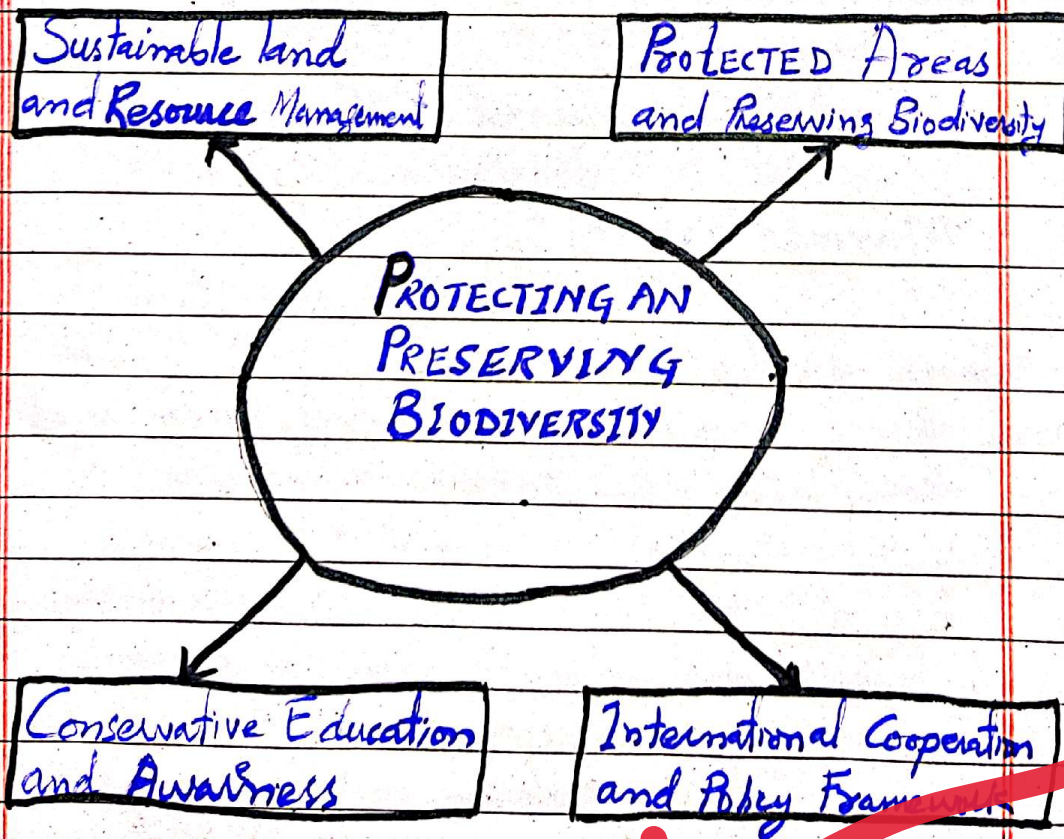 Sustainable land
and Resource Management
PROTECTED Areas
and Preserving Biodiversity
PROTECTING AN
PRESERVING
BIODIVERSITY
Conservative Education
and Awarness
International Cooperation
and Policy Framework